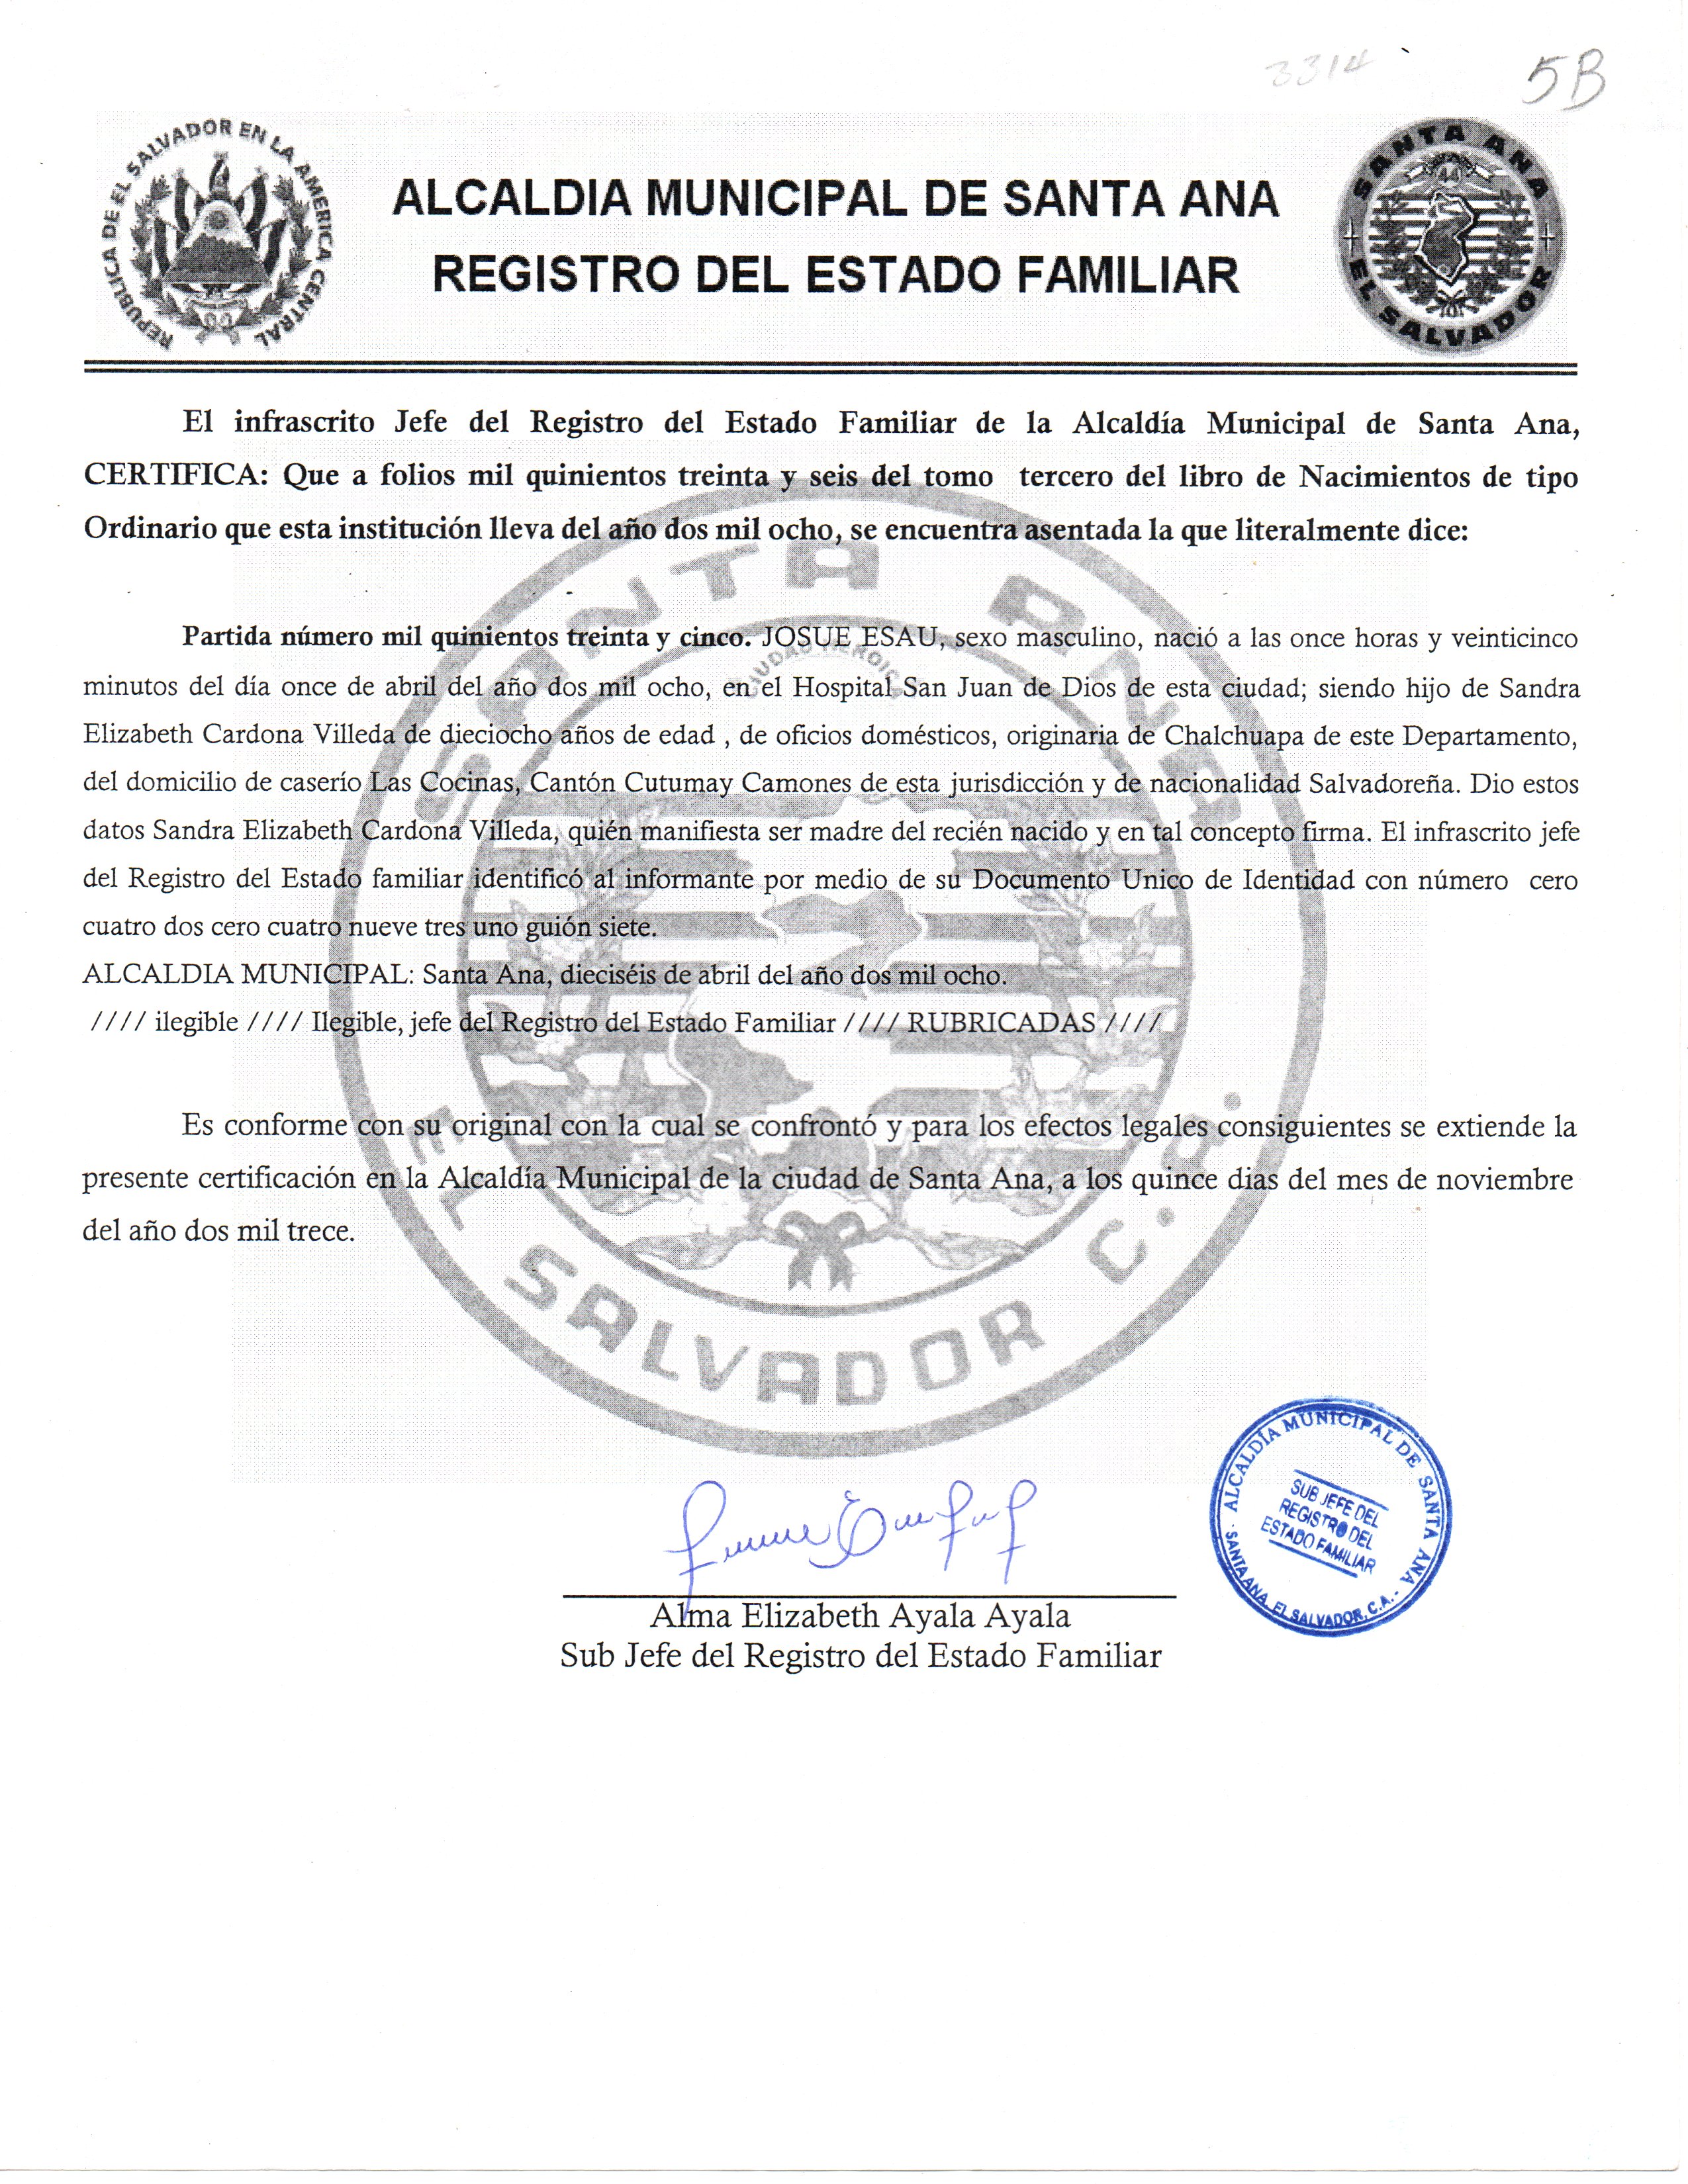 3314
5B
REPUBLICA DE EL SALVADOR EN LA AMERICA CENTRAL
ALCALDIA MUNICIPAL DE SANTA ANA
REGISTRO DEL ESTADO FAMILIAR
SANTA ANA
44
EL SALVADOR
El infrascrito Jefe del Registro del Estado Familiar de la Alcaldía Municipal de Santa Ana,
CERTIFICA: Que a folios mil quinientos treinta y seis del tomo tercero del libro de Nacimientos de tipo
Ordinario que esta institución lleva del año dos mil ocho, se encuentra asentada la que literalmente dice:
Partida número mil quinientos treinta y cinco. JOSUE ESAU, sexo masculino, nació a las once horas y veinticinco
minutos del día once de abril del año dos mil ocho, en el Hospital San Juan de Dios de esta ciudad; siendo hijo de Sandra
Elizabeth Cardona Villeda de dieciocho años de edad , de oficios domésticos, originaria de Chalchuapa de este Departamento,
del domicilio de caserío Las Cocinas, Cantón Cutumay Camones de esta jurisdicción y de nacionalidad Salvadoreña. Dio estos
datos Sandra Elizabeth Cardona Villeda, quién manifiesta ser madre del recién nacido y en tal concepto firma. El infrascrito jefe
del Registro del Estado familiar identificó al informante por medio de su Documento Unico de Identidad con número cero
cuatro dos cero cuatro nueve tres uno guión siete.
ALCALDIA MUNICIPAL: Santa Ana, dieciséis de abril del año dos mil ocho.
//// ilegible //// Ilegible, jefe del Registro del Estado Familiar //// RUBRICADAS ////
Es conforme con su original con la cual se confrontó y para los efectos legales consiguientes se extiende la
presente certificación en la Alcaldía Municipal de la ciudad de Santa Ana, a los quince dias del mes de noviembre
del año dos mil trece.
SANTA ANA
CIUDAD HEROICA
EL SALVADOR C.A.
Alma Elizabeth Ayala Ayala
Sub Jefe del Registro del Estado Familiar
ALCALDÍA MUNICIPAL DE SANTA ANA
SUB JEFE DEL
REGISTRO DEL
ESTADO FAMILIAR
SANTA ANA, EL SALVADOR, C.A.